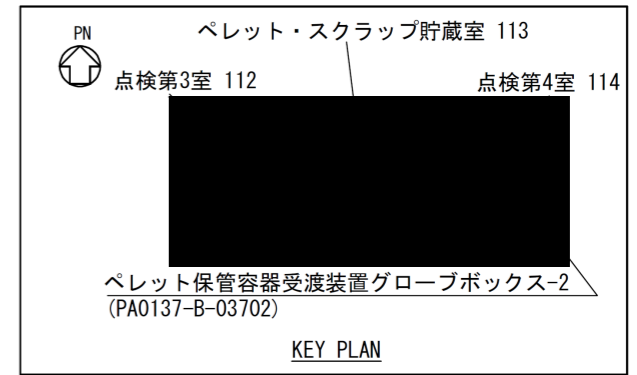 PN
ペレット・スクラップ貯蔵室 113
点検第3室 112
点検第4室 114
ペレット保管容器受渡装置グローブボックス-2
(PA0137-B-03702)
KEY PLAN